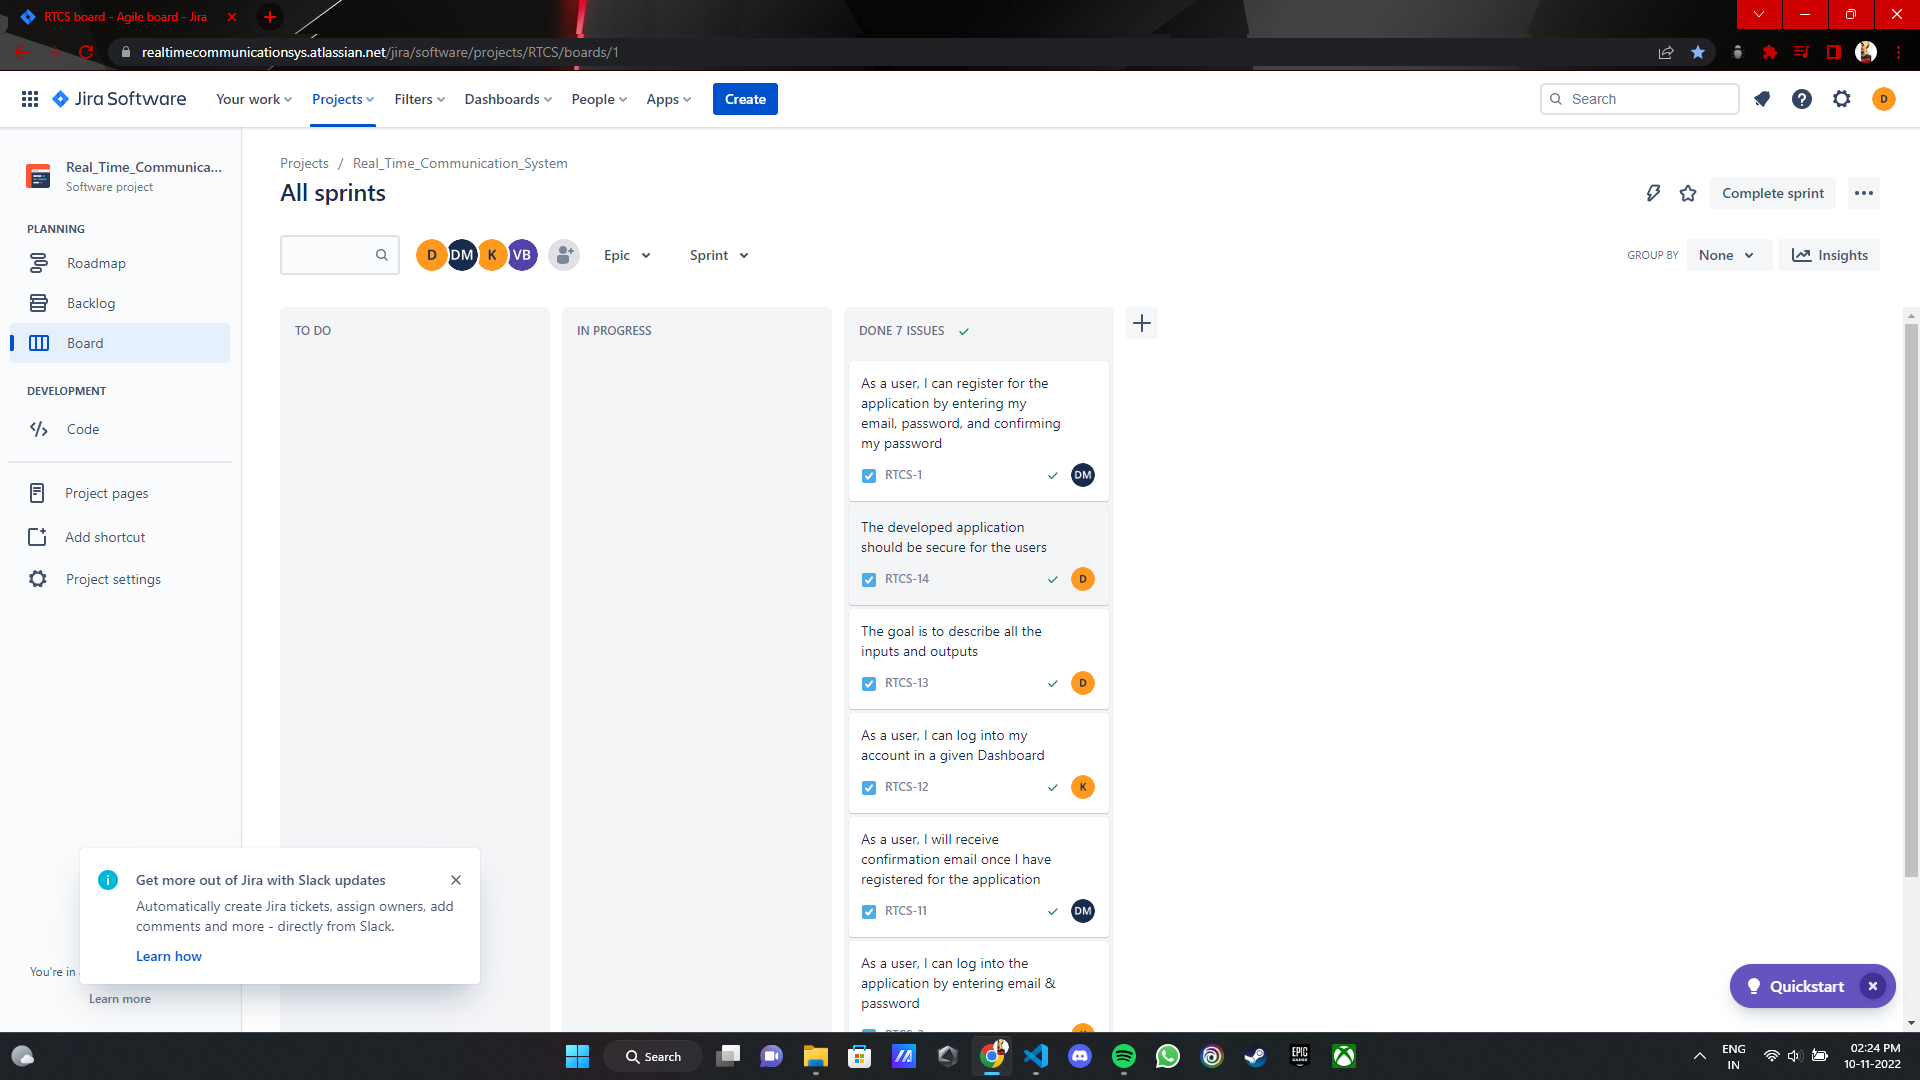 RTCS board - Agile board - Jira
realtimecommunicationsys.atlassian.net/jira/software/projects/RTCS/boards/1
Jira Software
Your work
Projects
Filters
Dashboards
People
Apps
Create
Search
D
Real_Time_Communica...
Software project
PLANNING
Roadmap
Backlog
Board
DEVELOPMENT
Code
Project pages
Add shortcut
Project settings
Projects / Real_Time_Communication_System
All sprints
Complete sprint
D DM K VB
Epic
Sprint
GROUP BY
None
Insights
TO DO
IN PROGRESS
DONE 7 ISSUES
As a user, I can register for the
application by entering my
email, password, and confirming
my password
RTCS-1
DM
The developed application
should be secure for the users
RTCS-14
D
The goal is to describe all the
inputs and outputs
RTCS-13
D
As a user, I can log into my
account in a given Dashboard
RTCS-12
K
As a user, I will receive
confirmation email once I have
registered for the application
RTCS-11
DM
As a user, I can log into the
application by entering email &
password
Get more out of Jira with Slack updates
Automatically create Jira tickets, assign owners, add
comments and more - directly from Slack.
Learn how
You're in
Learn more
Quickstart
Search
EPIC
GAMES
ENG
IN
02:24 PM
10-11-2022